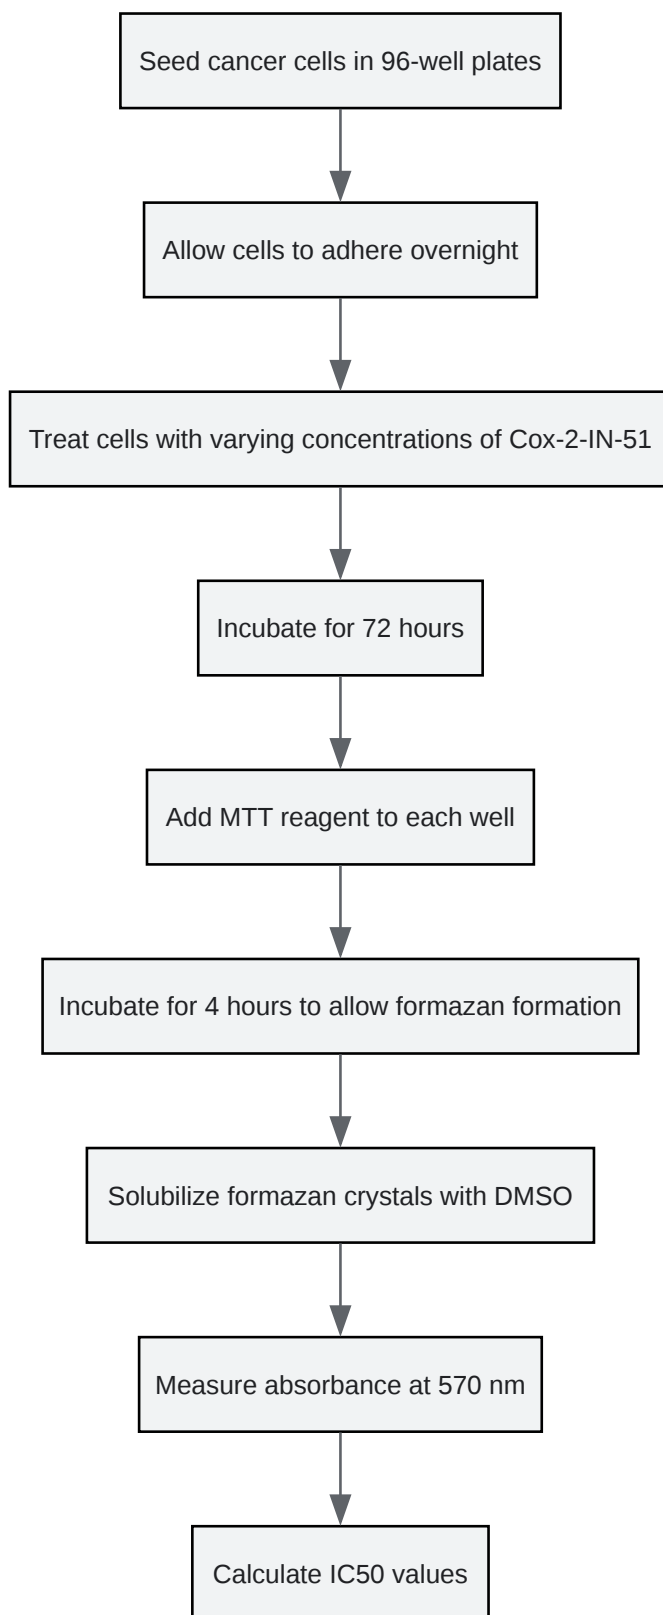 Seed cancer cells in 96-well plates
Allow cells to adhere overnight
Treat cells with varying concentrations of Cox-2-IN-51
Incubate for 72 hours
Add MTT reagent to each well
Incubate for 4 hours to allow formazan formation
Solubilize formazan crystals with DMSO
Measure absorbance at 570 nm
Calculate IC50 values